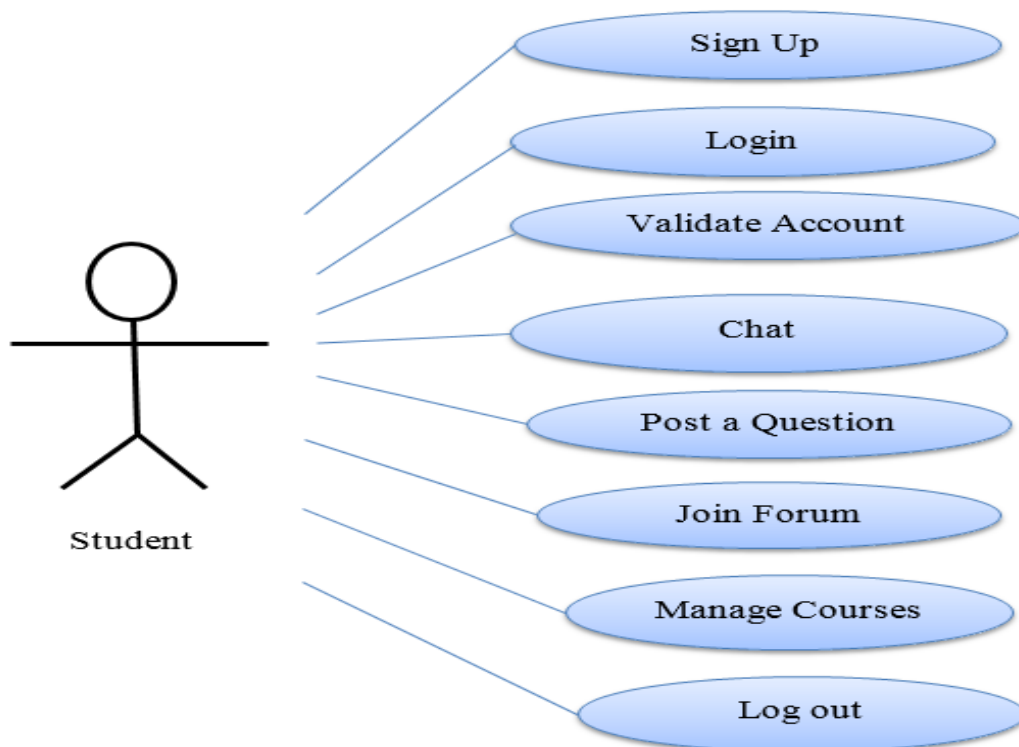 Sign Up
Login
Validate Account
Chat
Post a Question
Join Forum
Student
Manage Courses
Log out